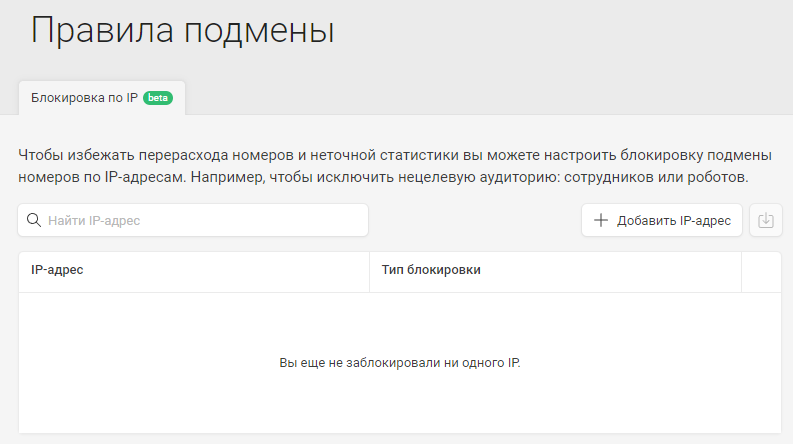 Правила подмены
Блокировка по IP beta
Чтобы избежать перерасхода номеров и неточной статистики вы можете настроить блокировку подмены
номеров по IP-адресам. Например, чтобы исключить нецелевую аудиторию: сотрудников или роботов.
Найти IP-адрес
Добавить IP-адрес
IP-адрес
Тип блокировки
Вы еще не заблокировали ни одного IP.